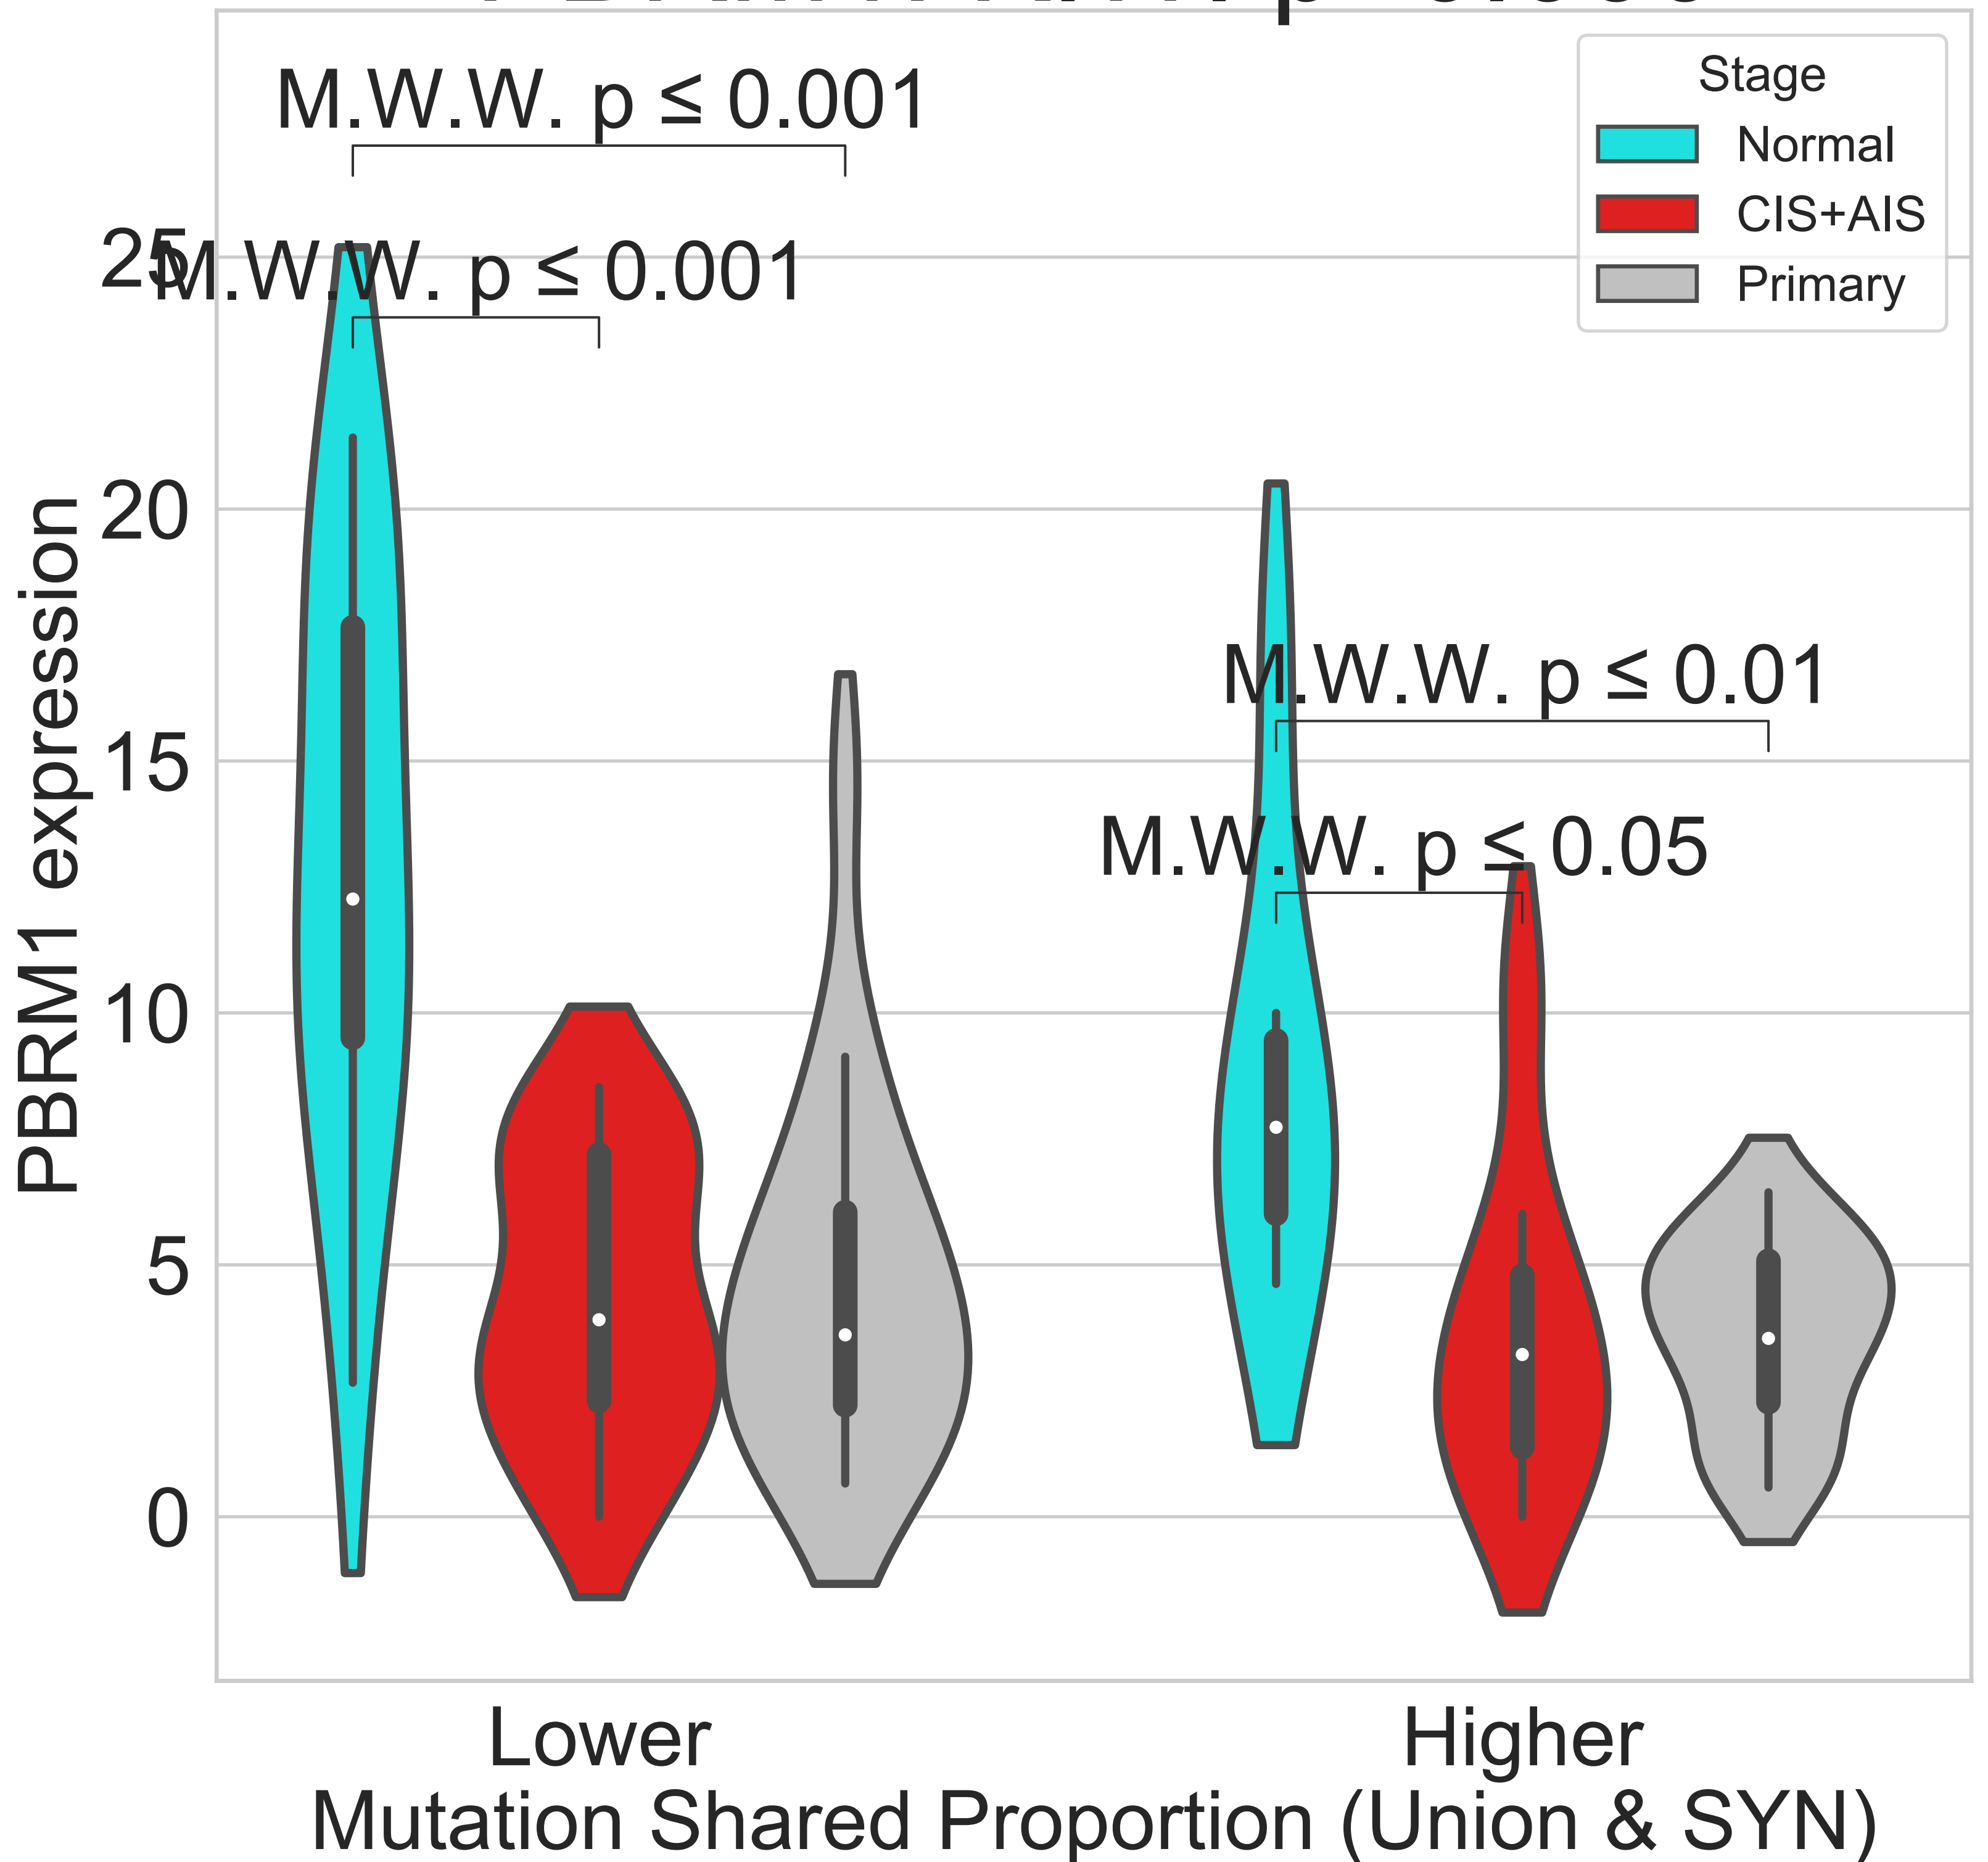 M.W.W. p ≤ 0.001
Stage
Normal
CIS+AIS
Primary
25
M.W.W. p ≤ 0.001
20
M.W.W. p ≤ 0.01
15
M.W.W. p ≤ 0.05
10
5
0
PBRM1 expression
Lower
Higher
Mutation Shared Proportion (Union & SYN)